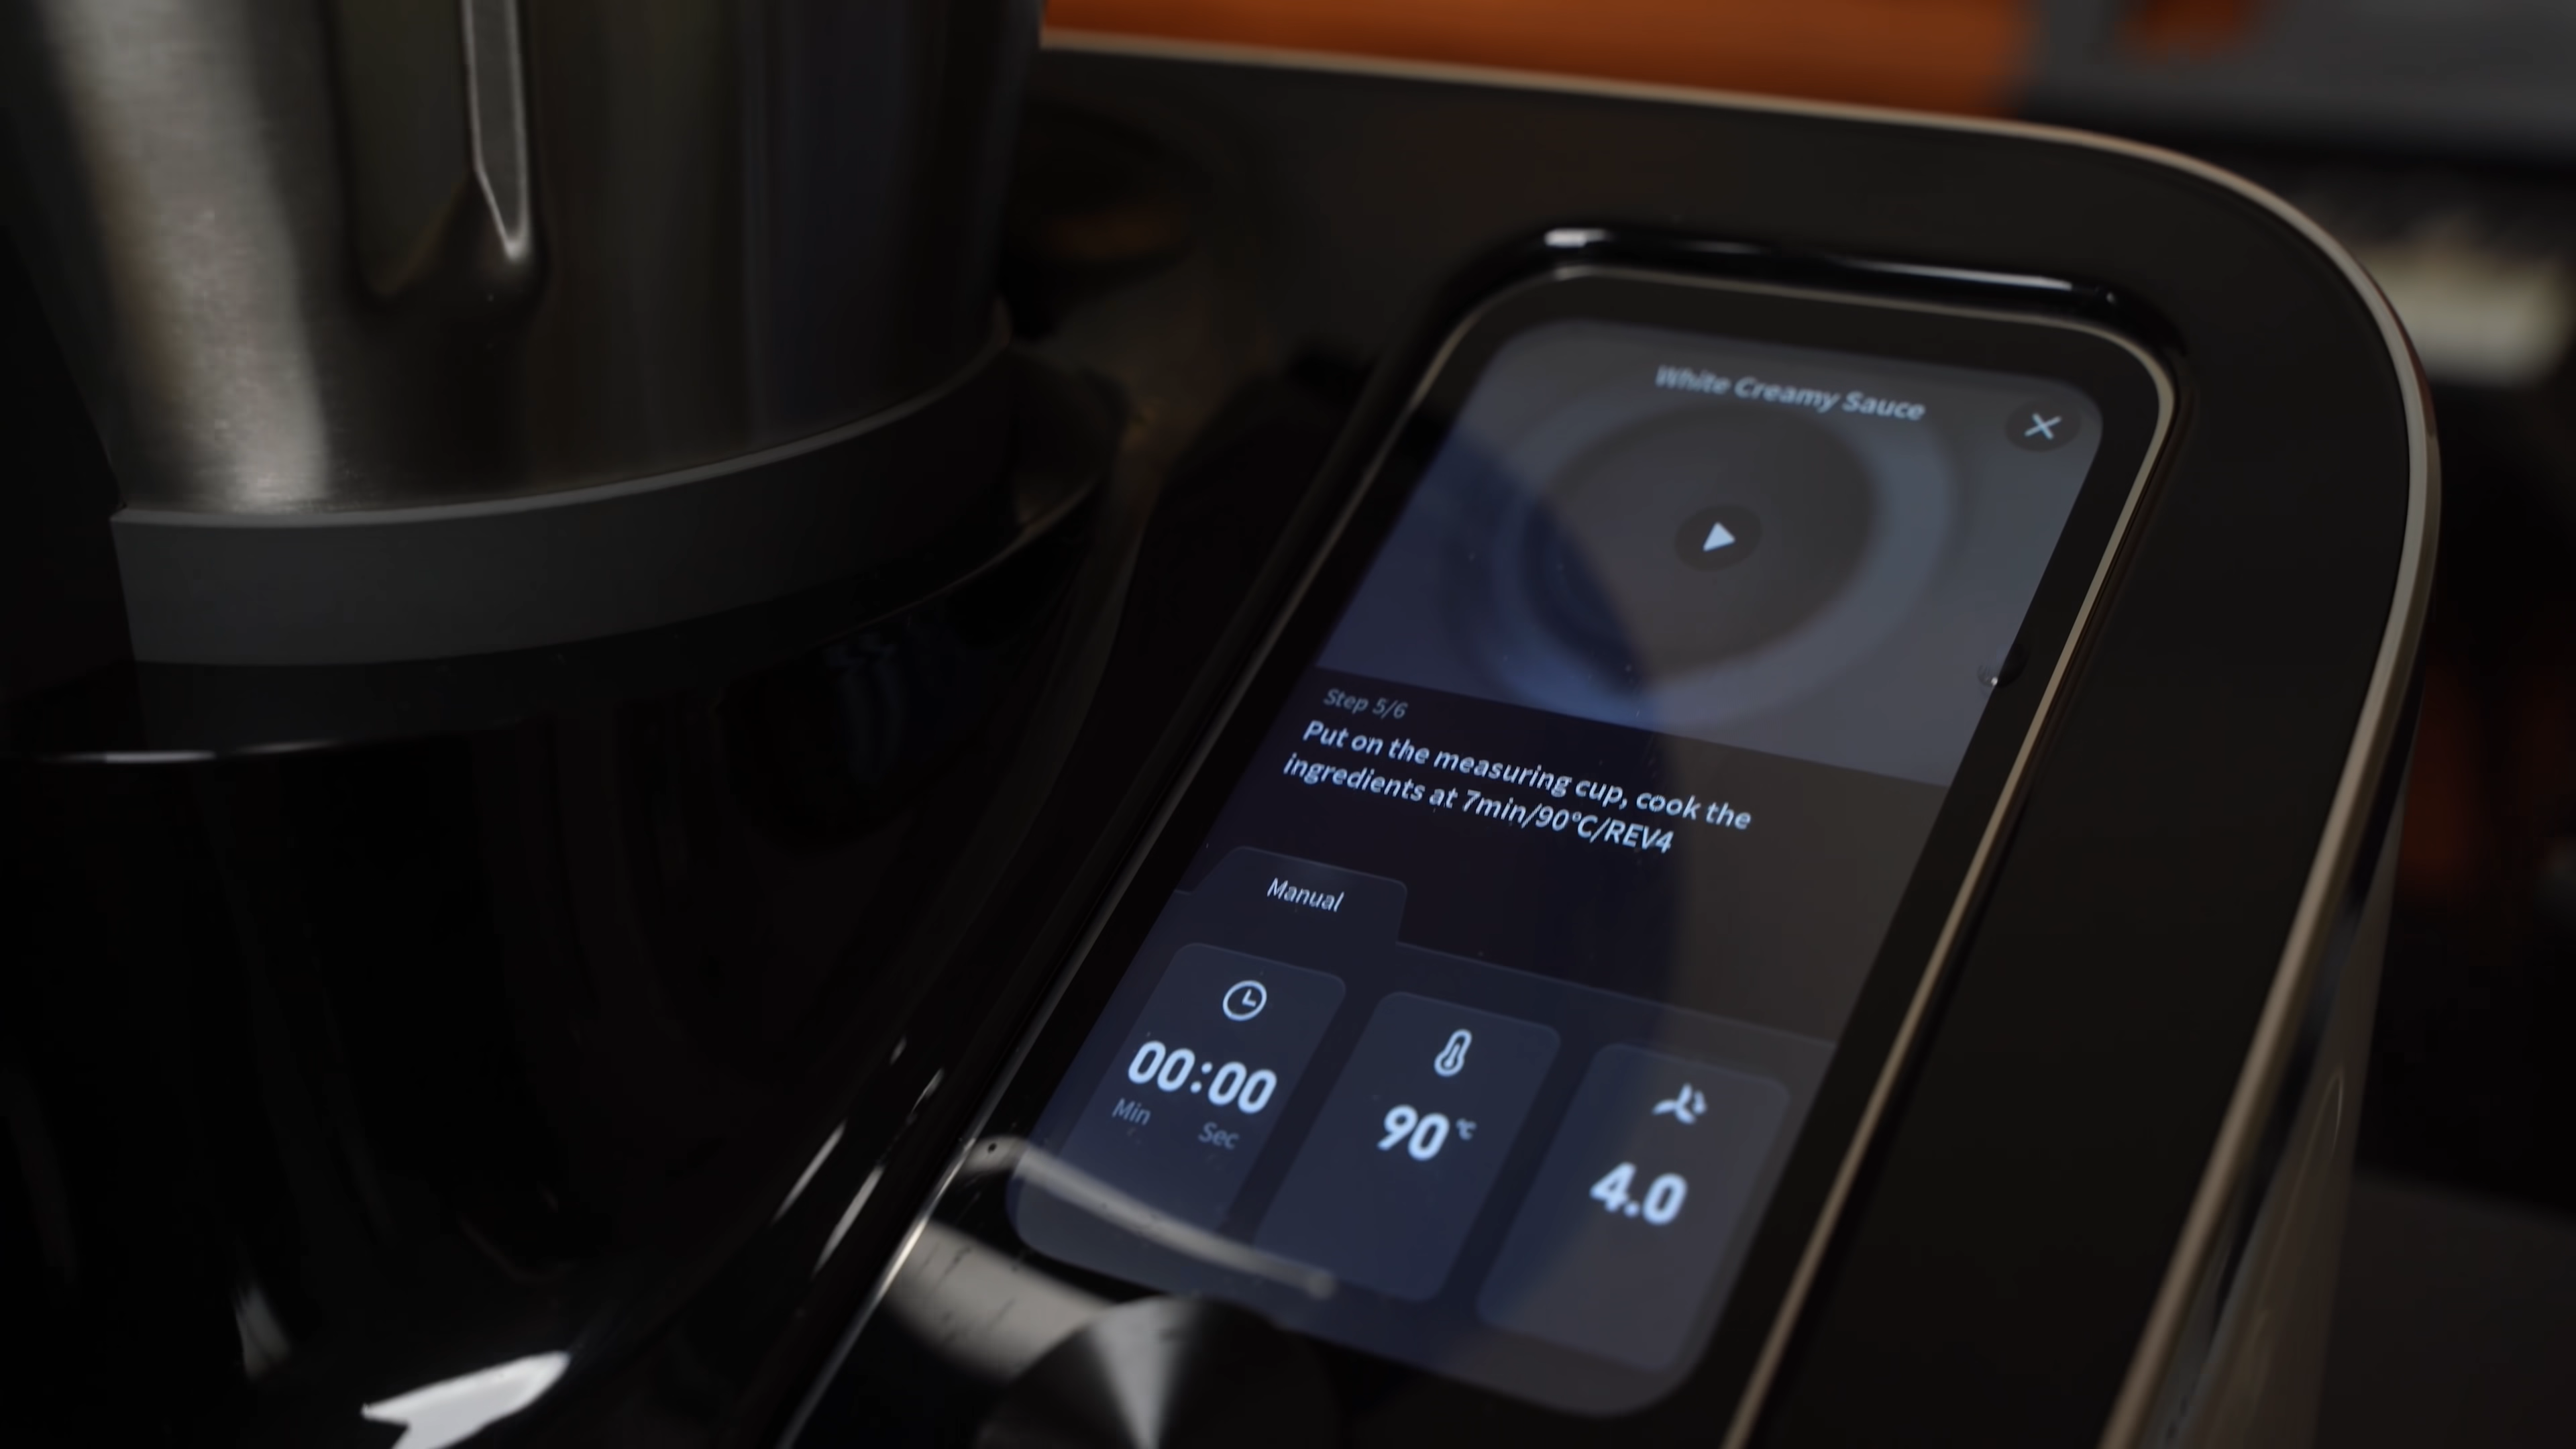 White Creamy Sauce
Step 5/6
Put on the measuring cup, cook the
ingredients at 7min/90°C/REV4
Manual
00:00
Min Sec
90 °C
4.0